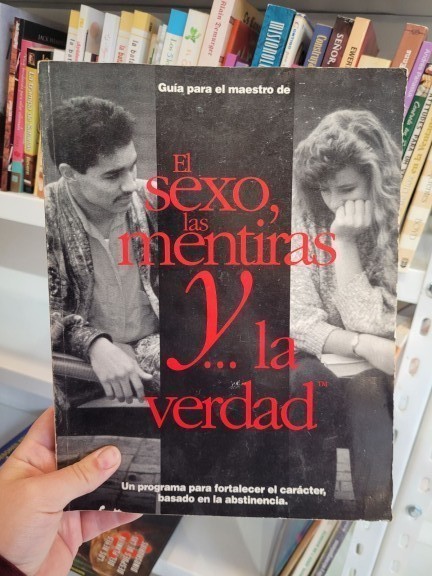 Guía para el maestro de
El
sexo,
las
mentiras
y
... la
verdad™
Un programa para fortalecer el carácter,
basado en la abstinencia.